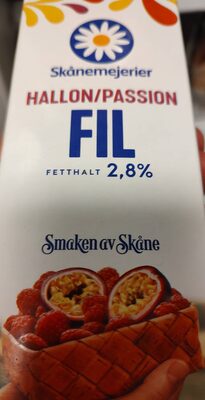 Skånemejerier
HALLON/PASSION
FIL
FETTHALT 2,8%
Smaken av Skåne